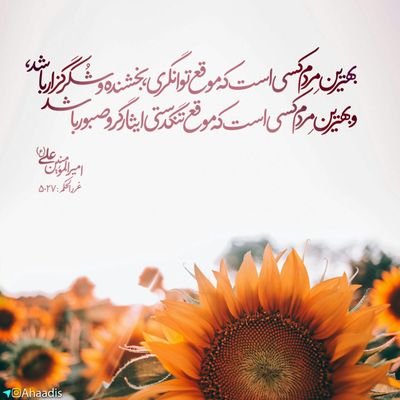 بهترین مردم کسی است که موقع توانگری، بخشنده و شکرگزار باشد،
و بهترین مردم کسی است که موقع تنگدستی ایثارگر و صبور باشد
امیرالمؤمنین علی (ع)
غررالحکم: ۵۰۲۷
@Ahaadis